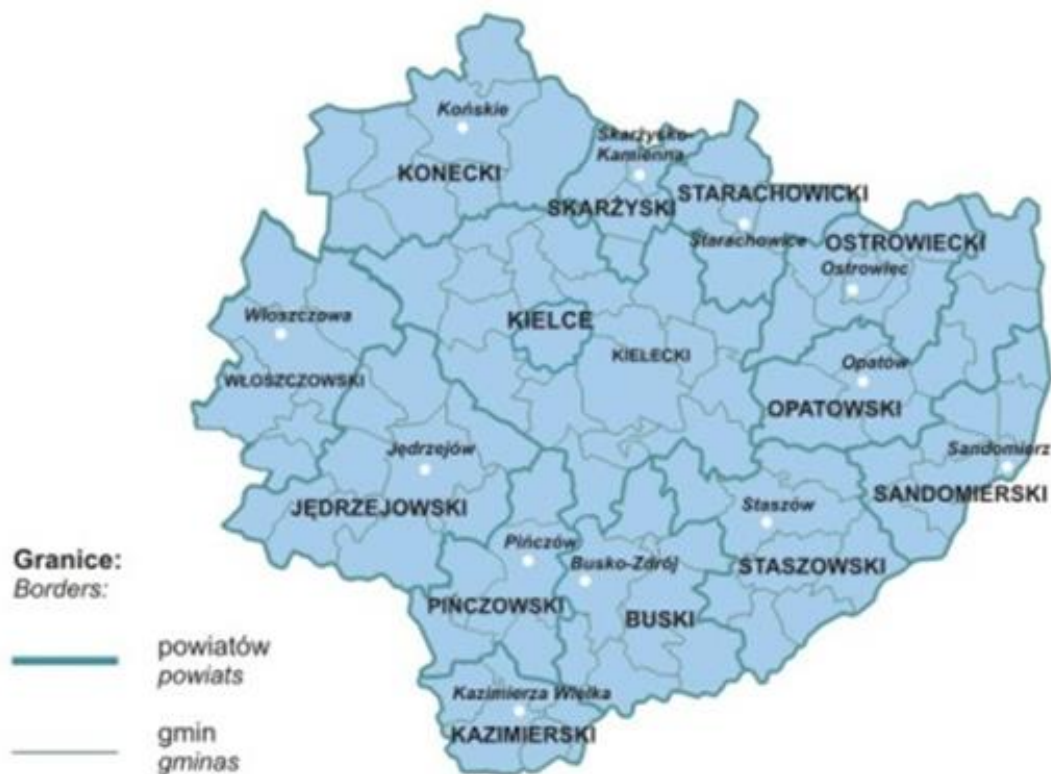 Końskie
Skarżysko-
Kamienna
KONECKI
STARACHOWICKI
SKARŻYSKI
Starachowice
OSTROWIECKI
Ostrowiec
Włoszczowa
KIELCE
KIELECKI
Opatów
WŁOSZCZOWSKI
OPATOWSKI
Jędrzejów
Sandomierz
SANDOMIERSKI
JĘDRZEJOWSKI
Staszów
Pińczów
Busko-Zdrój
STASZOWSKI
PIŃCZOWSKI
BUSKI
Kazimierza Wielka
KAZIMIERSKI
Granice:
Borders:
powiatów
powiats
gmin
gminas